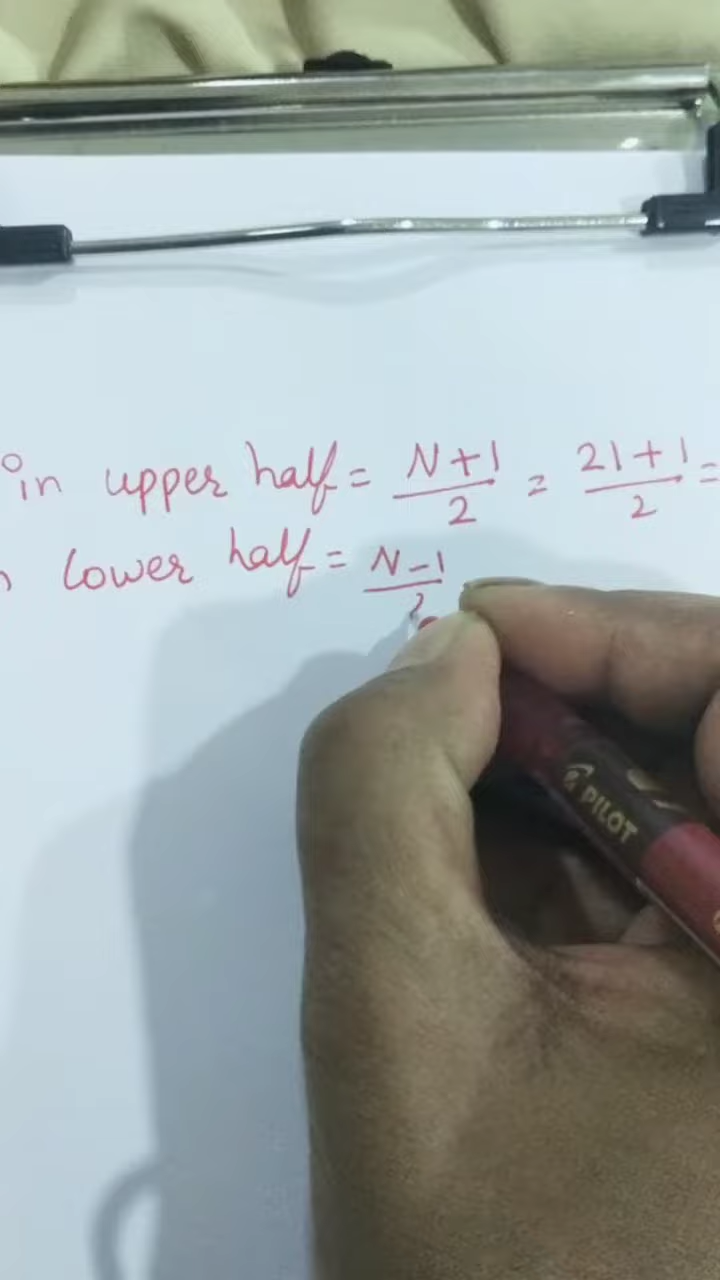 in upper half = N+1/2 = 21+1/2 =
lower half = N-1/2
PILOT